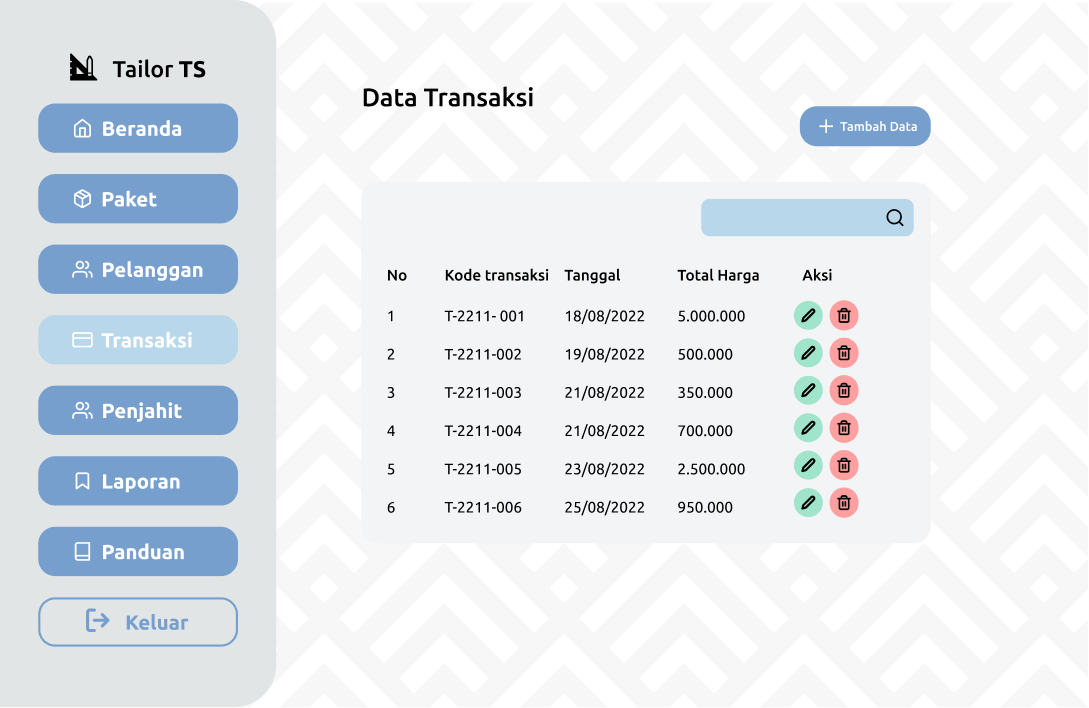 Tailor TS
Beranda
Paket
Pelanggan
Transaksi
Penjahit
Laporan
Panduan
Keluar
Data Transaksi
Tambah Data
No Kode transaksi Tanggal Total Harga Aksi
1 T-2211- 001 18/08/2022 5.000.000
2 T-2211-002 19/08/2022 500.000
3 T-2211-003 21/08/2022 350.000
4 T-2211-004 21/08/2022 700.000
5 T-2211-005 23/08/2022 2.500.000
6 T-2211-006 25/08/2022 950.000